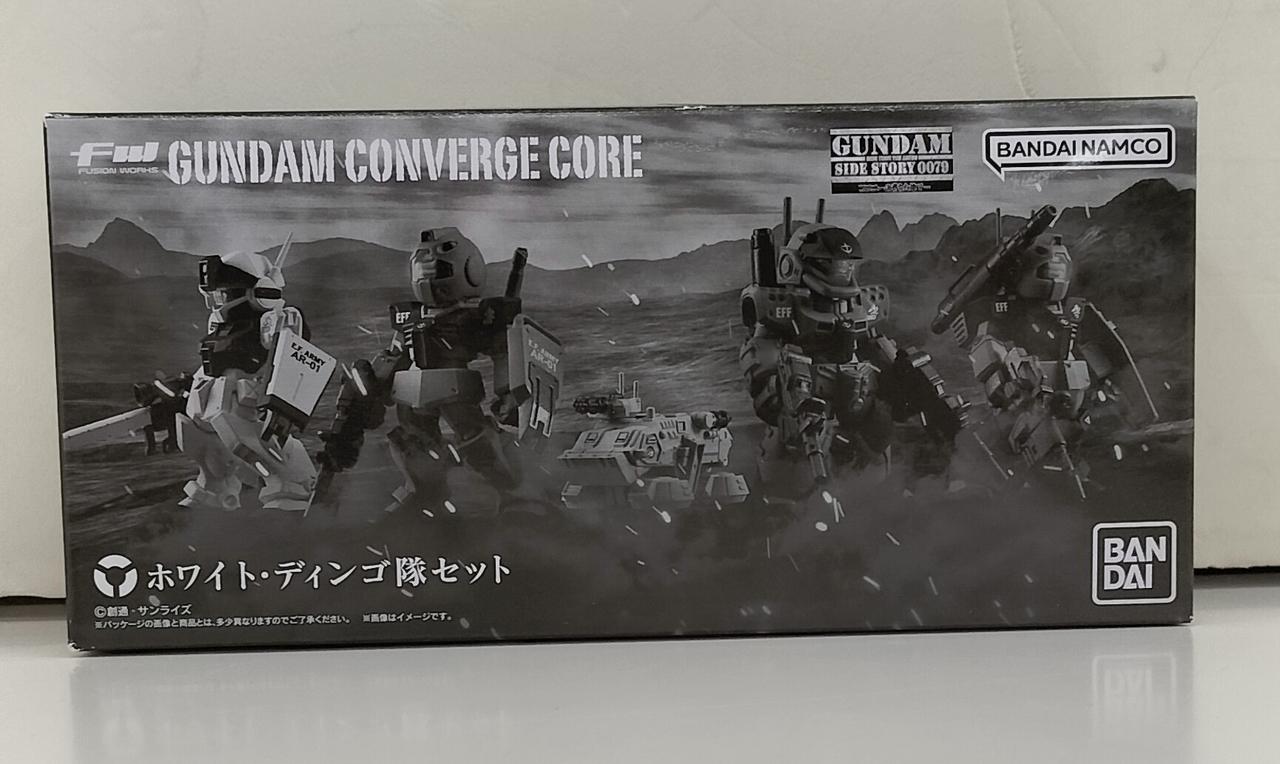 FW
FUSION WORKS
GUNDAM CONVERGE CORE
GUNDAM
SIDE STORY 0079
BANDAI NAMCO
EFF
E.F. ARMY
AR-01
E.F. ARMY
AR-01
EFF
EFF
ホワイト・ディンゴ隊セット
©創通・サンライズ
※パッケージの画像と商品とは、多少異なりますのでご了承ください。 ※画像はイメージです。
BAN
DAI